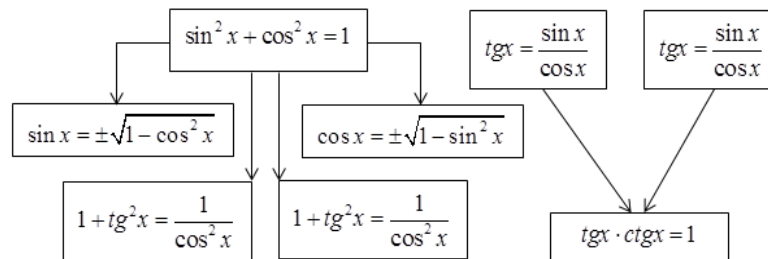 sin²x + cos²x = 1
tgx = sin x / cos x
tgx = sin x / cos x
sin x = ±√(1 − cos²x)
cos x = ±√(1 − sin²x)
1 + tg²x = 1 / cos²x
1 + tg²x = 1 / cos²x
tgx · ctgx = 1